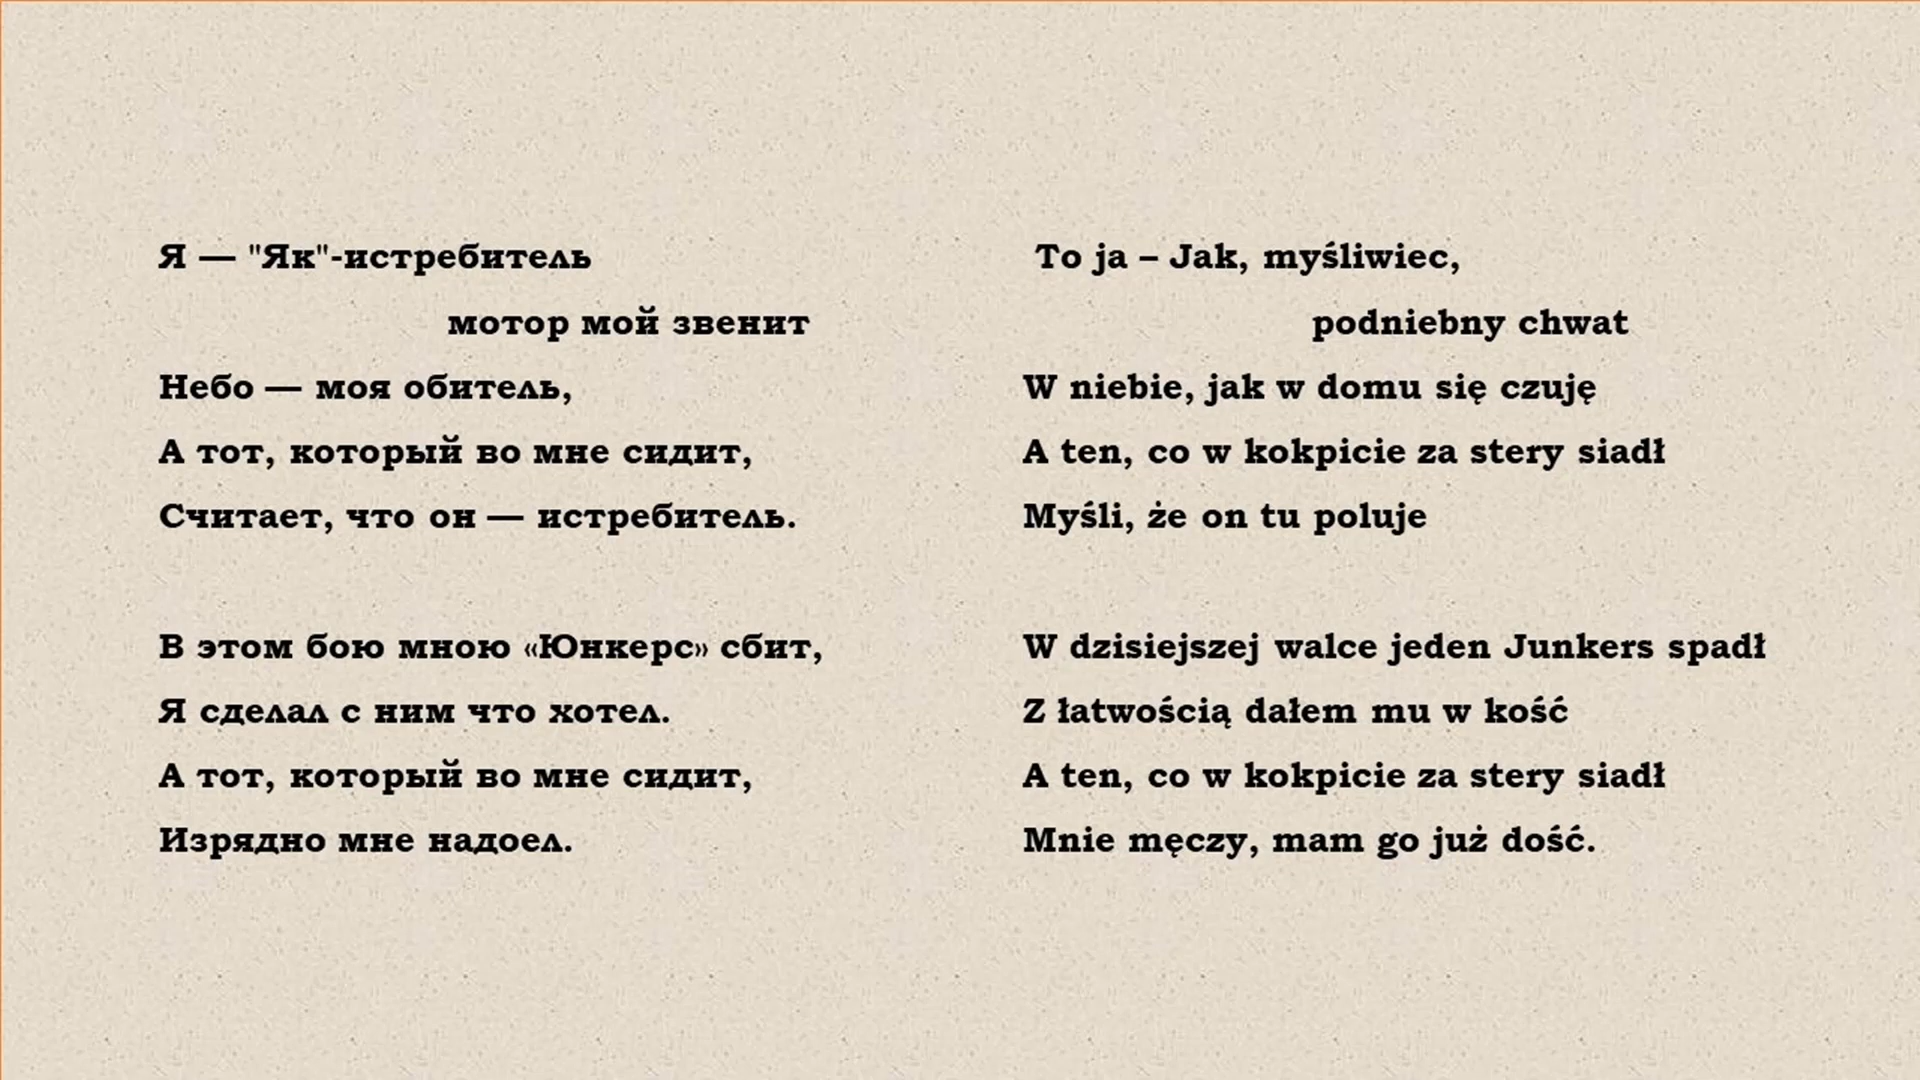 Я — "Як"-истребитель
мотор мой звенит
Небо — моя обитель,
А тот, который во мне сидит,
Считает, что он — истребитель.
В этом бою мною «Юнкерс» сбит,
Я сделал с ним что хотел.
А тот, который во мне сидит,
Изрядно мне надоел.
To ja – Jak, myśliwiec,
podniebny chwat
W niebie, jak w domu się czuję
A ten, co w kokpicie za stery siadł
Myśli, że on tu poluje
W dzisiejszej walce jeden Junkers spadł
Z łatwością dałem mu w kość
A ten, co w kokpicie za stery siadł
Mnie męczy, mam go już dość.